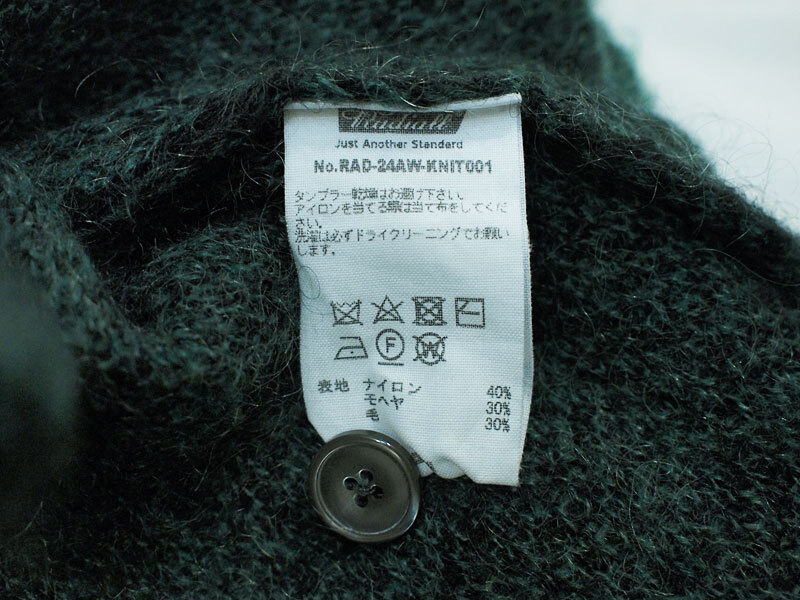 Radiall
Just Another Standard
No.RAD-24AW-KNIT001
タンブラー乾燥はお避け下さい。
アイロンを当てる際は当て布をしてくだ
さい。
洗濯は必ずドライクリーニングでお願い
します。
F
W
表地 ナイロン 40%
モヘヤ 30%
毛 30%